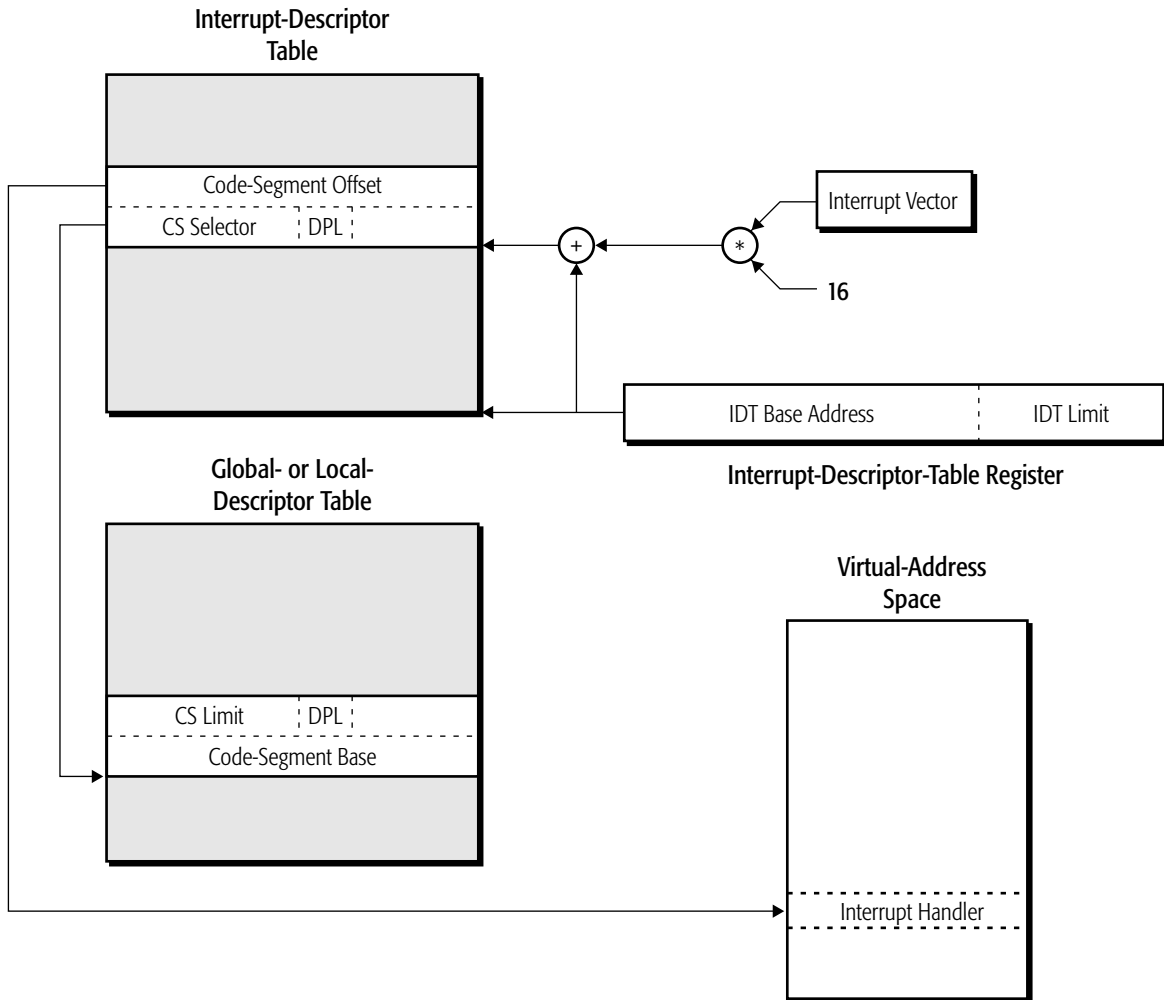 Interrupt-Descriptor
Table
Code-Segment Offset
CS Selector
DPL
Interrupt Vector
+
*
16
IDT Base Address
IDT Limit
Interrupt-Descriptor-Table Register
Global- or Local-
Descriptor Table
CS Limit
DPL
Code-Segment Base
Virtual-Address
Space
Interrupt Handler